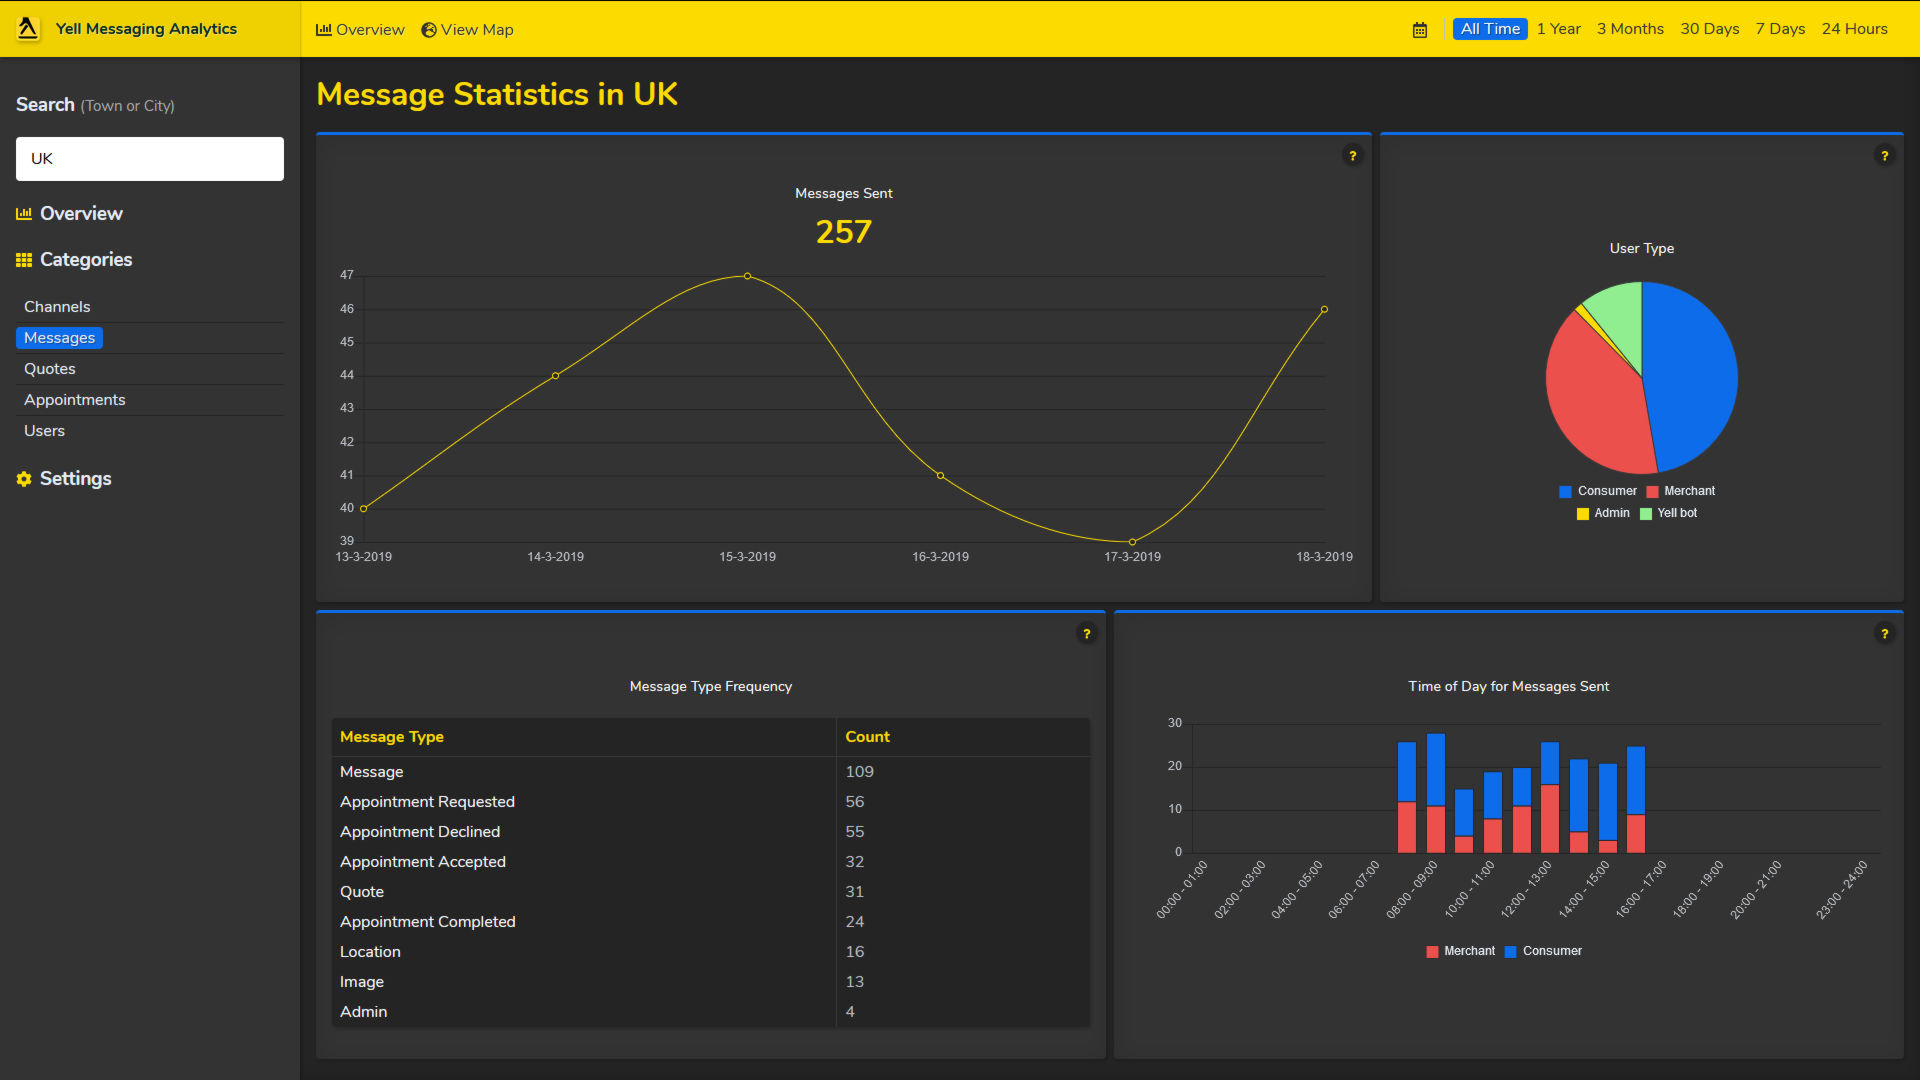 Yell Messaging Analytics
Overview View Map
All Time 1 Year 3 Months 30 Days 7 Days 24 Hours
Search (Town or City)
UK
Overview
Categories
Channels
Messages
Quotes
Appointments
Users
Settings
Message Statistics in UK
?
Messages Sent
257
47
46
45
44
43
42
41
40
39
13-3-2019 14-3-2019 15-3-2019 16-3-2019 17-3-2019 18-3-2019
?
User Type
Consumer Merchant
Admin Yell bot
?
Message Type Frequency
Message Type Count
Message 109
Appointment Requested 56
Appointment Declined 55
Appointment Accepted 32
Quote 31
Appointment Completed 24
Location 16
Image 13
Admin 4
?
Time of Day for Messages Sent
30
20
10
0
00:00 - 01:00 02:00 - 03:00 04:00 - 05:00 06:00 - 07:00 08:00 - 09:00 10:00 - 11:00 12:00 - 13:00 14:00 - 15:00 16:00 - 17:00 18:00 - 19:00 20:00 - 21:00 23:00 - 24:00
Merchant Consumer